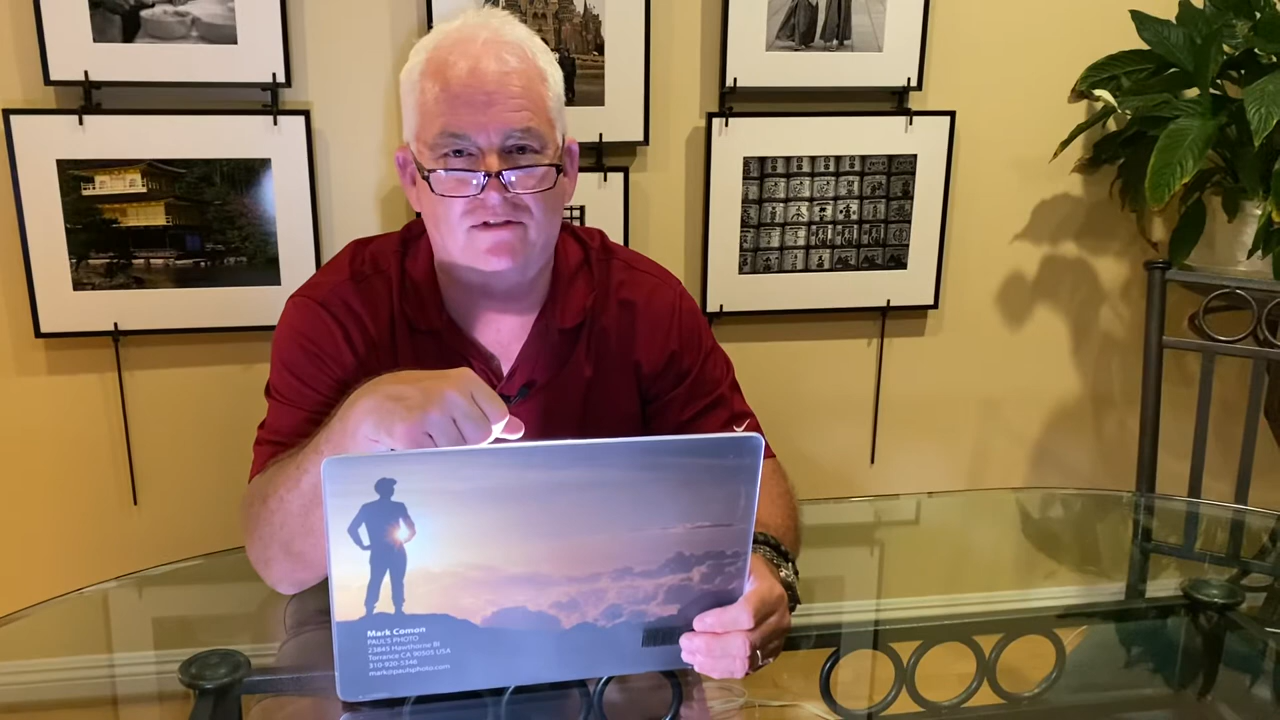 Mark Comon
PAUL'S PHOTO
23845 Hawthorne Bl
Torrance CA 90505 USA
310-920-5346
mark@paulsphoto.com